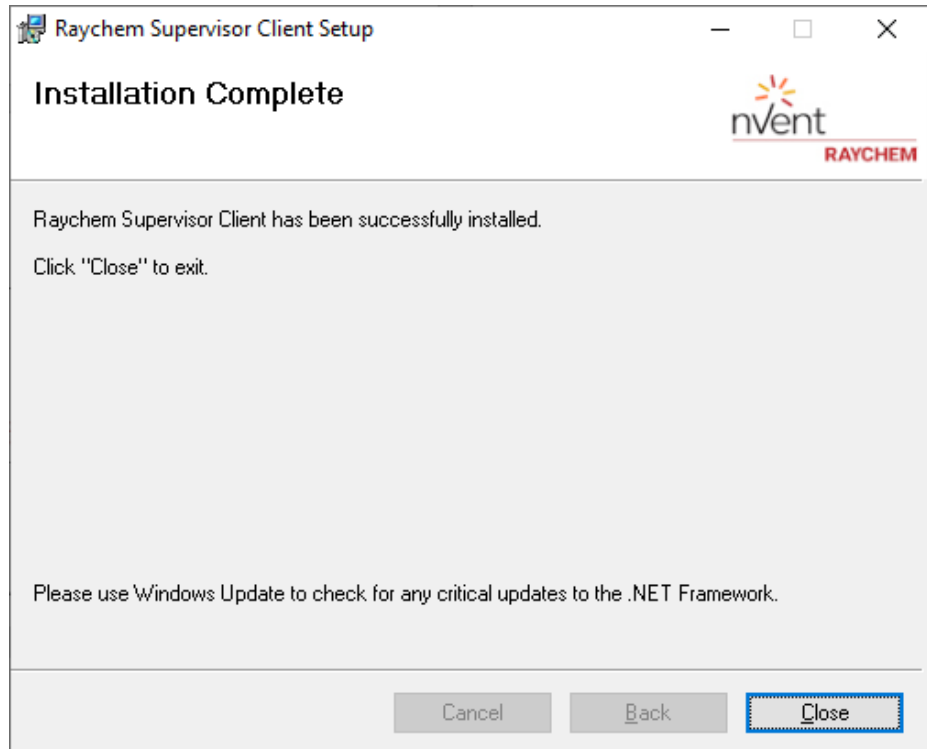 Raychem Supervisor Client Setup
Installation Complete
nvent
RAYCHEM
Raychem Supervisor Client has been successfully installed.
Click "Close" to exit.
Please use Windows Update to check for any critical updates to the .NET Framework.
Cancel
Back
Close